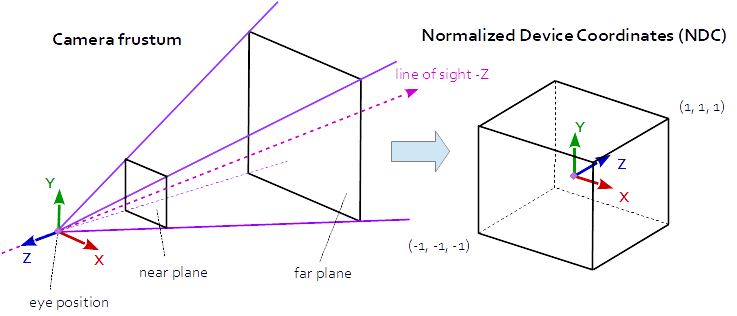 Camera frustum
Normalized Device Coordinates (NDC)
line of sight -Z
(1, 1, 1)
Y
Z
X
Y
Z
X
(-1, -1, -1)
near plane
far plane
eye position